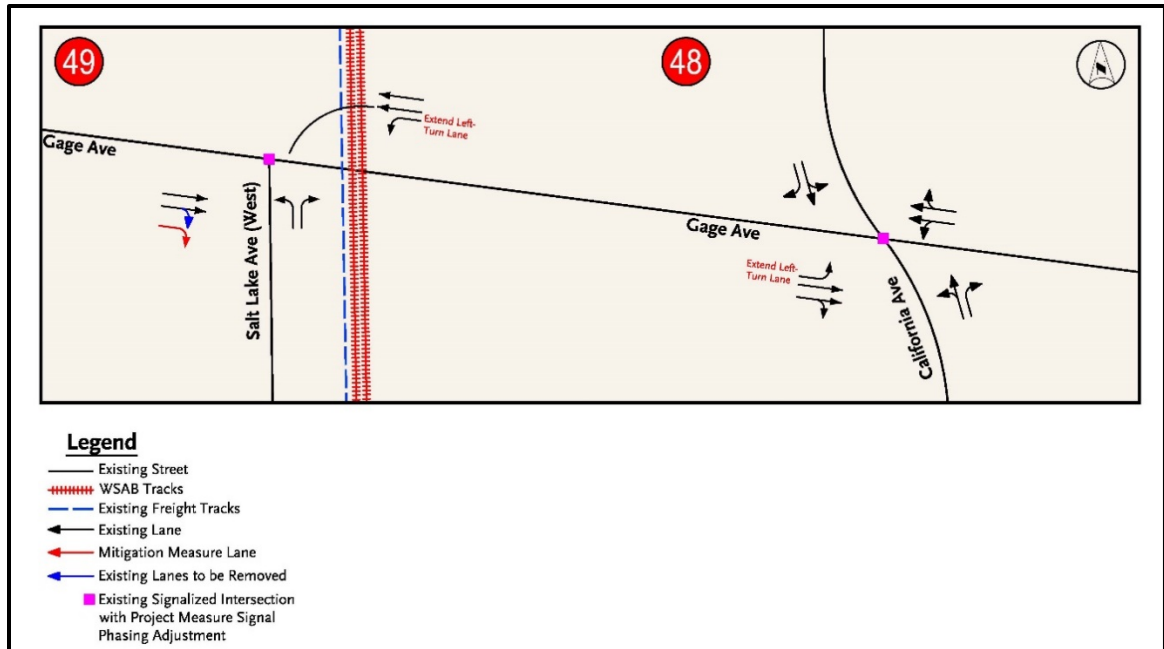 49
48
Gage Ave
Extend Left-
Turn Lane
Salt Lake Ave (West)
Gage Ave
Extend Left-
Turn Lane
California Ave
Legend
Existing Street
WSAB Tracks
Existing Freight Tracks
Existing Lane
Mitigation Measure Lane
Existing Lanes to be Removed
Existing Signalized Intersection
with Project Measure Signal
Phasing Adjustment